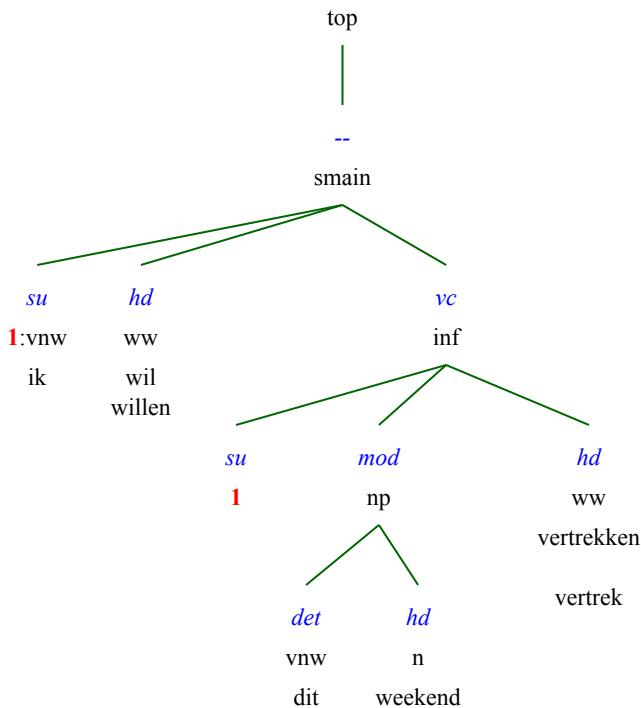 top
--
smain
su hd vc
1:vnw ww inf
ik wil
willen
su mod hd
1 np ww
vertrekken
vertrek
det hd
vnw n
dit weekend